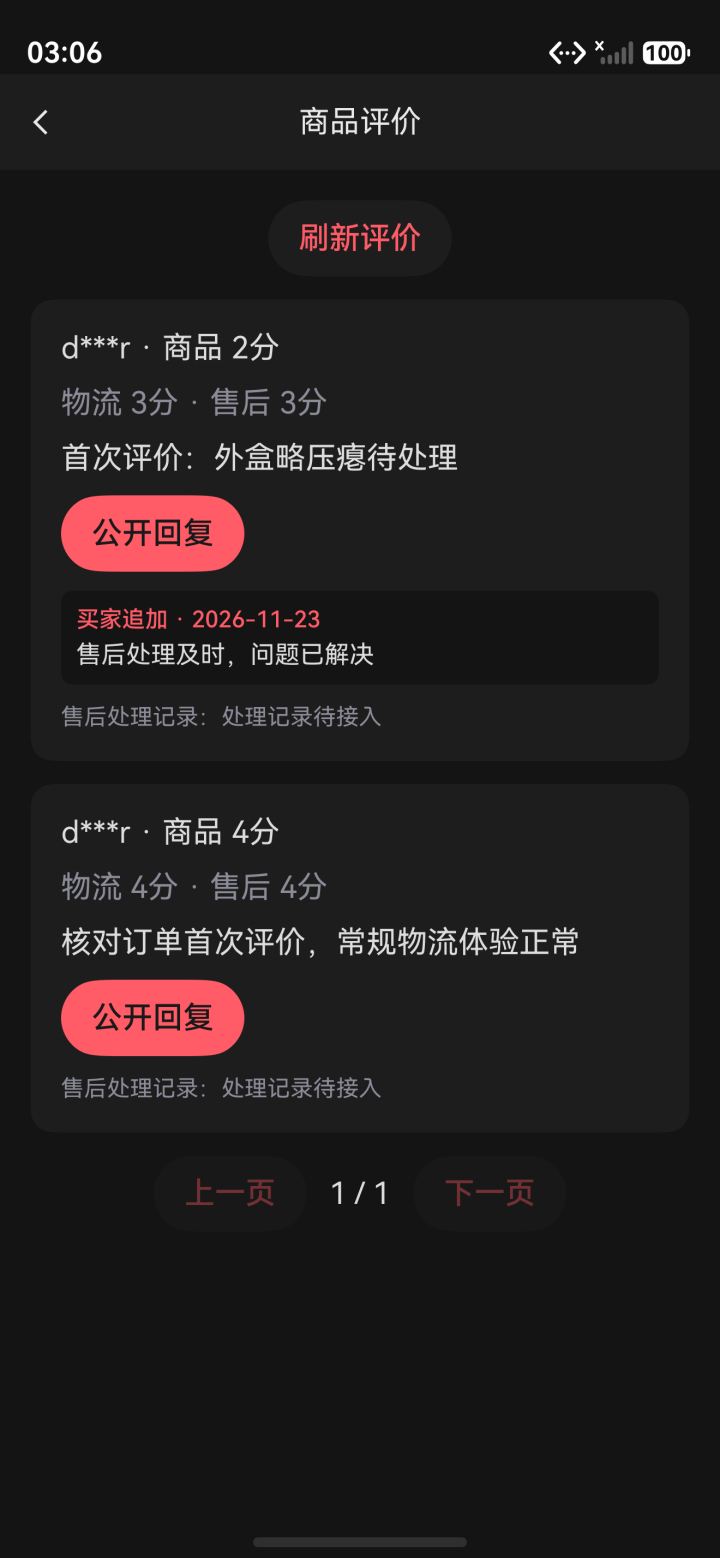 03:06
100
商品评价
刷新评价
d***r · 商品 2分
物流 3分 · 售后 3分
首次评价：外盒略压瘪待处理
公开回复
买家追加 · 2026-11-23
售后处理及时，问题已解决
售后处理记录：处理记录待接入
d***r · 商品 4分
物流 4分 · 售后 4分
核对订单首次评价，常规物流体验正常
公开回复
售后处理记录：处理记录待接入
上一页 1 / 1 下一页